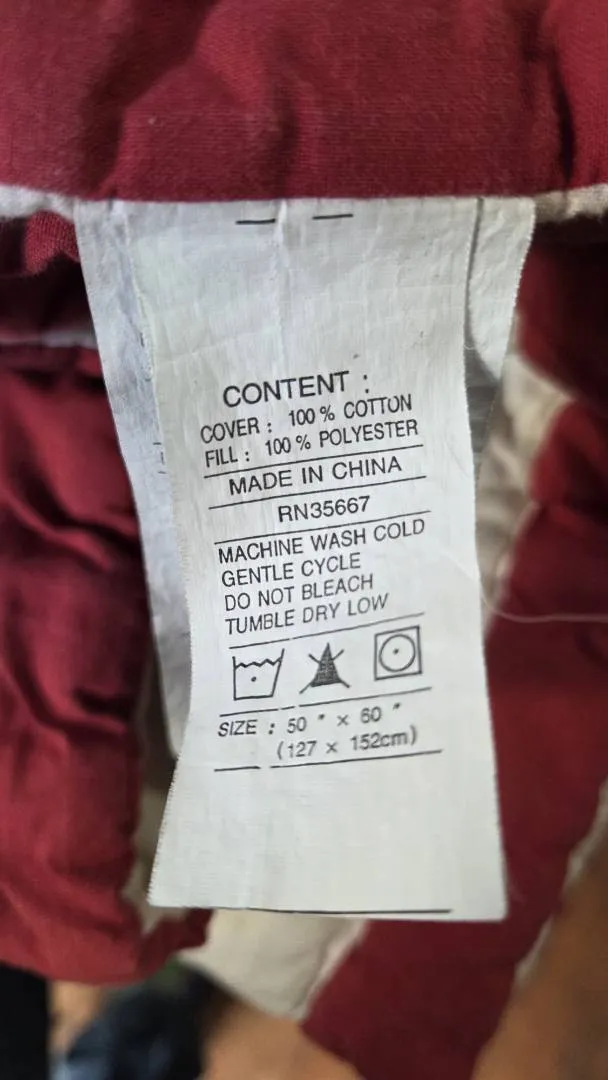 CONTENT :
COVER : 100 % COTTON
FILL : 100 % POLYESTER
MADE IN CHINA
RN35667
MACHINE WASH COLD
GENTLE CYCLE
DO NOT BLEACH
TUMBLE DRY LOW
SIZE : 50 " × 60 "
(127 × 152cm)